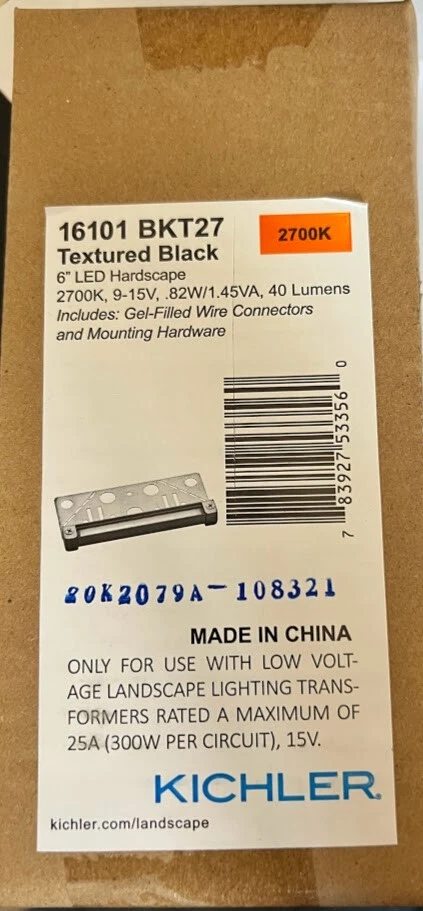 16101 BKT27
2700K
Textured Black
6" LED Hardscape
2700K, 9-15V, .82W/1.45VA, 40 Lumens
Includes: Gel-Filled Wire Connectors
and Mounting Hardware
7 83927 53356 0
20K2079A-108321
MADE IN CHINA
ONLY FOR USE WITH LOW VOLT-
AGE LANDSCAPE LIGHTING TRANS-
FORMERS RATED A MAXIMUM OF
25A (300W PER CIRCUIT), 15V.
KICHLER®
kichler.com/landscape